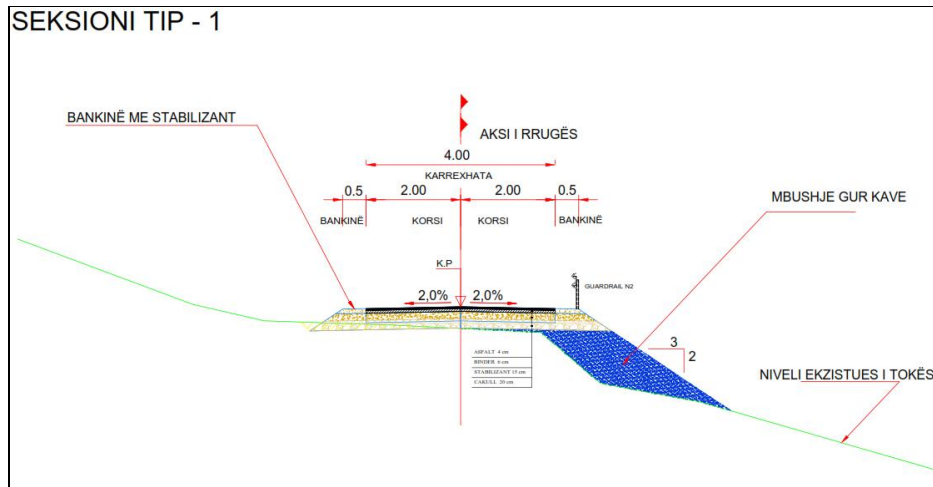 SEKSIONI TIP - 1
BANKINË ME STABILIZANT
AKSI I RRUGËS
4.00
KARREXHATA
0.5 2.00 2.00 0.5
BANKINË KORSI KORSI BANKINË
MBUSHJE GUR KAVE
K.P
2,0% 2,0%
GUARDRAIL N2
3
2
ASFALT 4 cm
BINDER 6 cm
STABILIZANT 15 cm
CAKULL 20 cm
NIVELI EKZISTUES I TOKËS